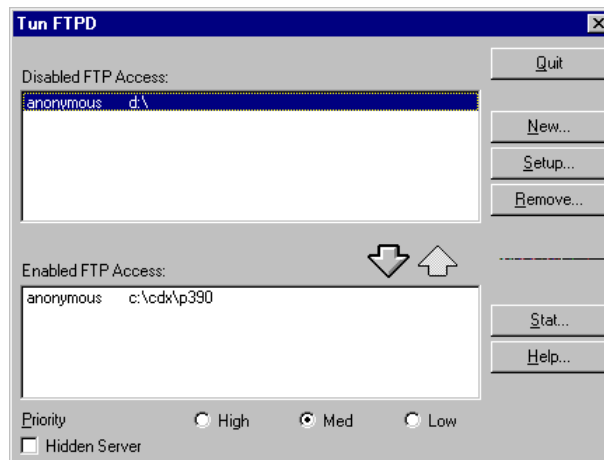 Tun FTPD
Quit
Disabled FTP Access:
anonymous d:\
New...
Setup...
Remove...
Enabled FTP Access:
anonymous c:\cdx\p390
Stat...
Help...
Priority High Med Low
Hidden Server